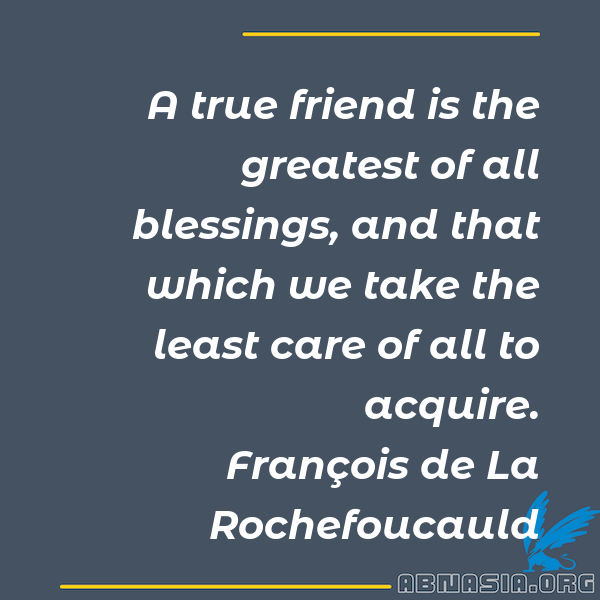 A true friend is the
greatest of all
blessings, and that
which we take the
least care of all to
acquire.
François de La
Rochefoucauld
ABNASIA.ORG